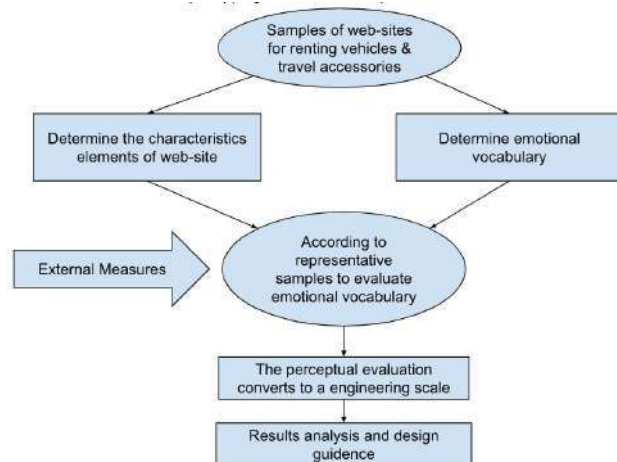 Samples of web-sites
for renting vehicles &
travel accessories
Determine the characteristics
elements of web-site
Determine emotional
vocabulary
According to
representative
samples to evaluate
emotional vocabulary
External Measures
The perceptual evaluation
converts to a engineering scale
Results analysis and design
guidence